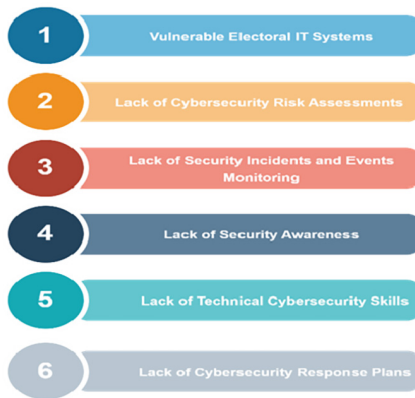 1
Vulnerable Electoral IT Systems
2
Lack of Cybersecurity Risk Assessments
3
Lack of Security Incidents and Events
Monitoring
4
Lack of Security Awareness
5
Lack of Technical Cybersecurity Skills
6
Lack of Cybersecurity Response Plans